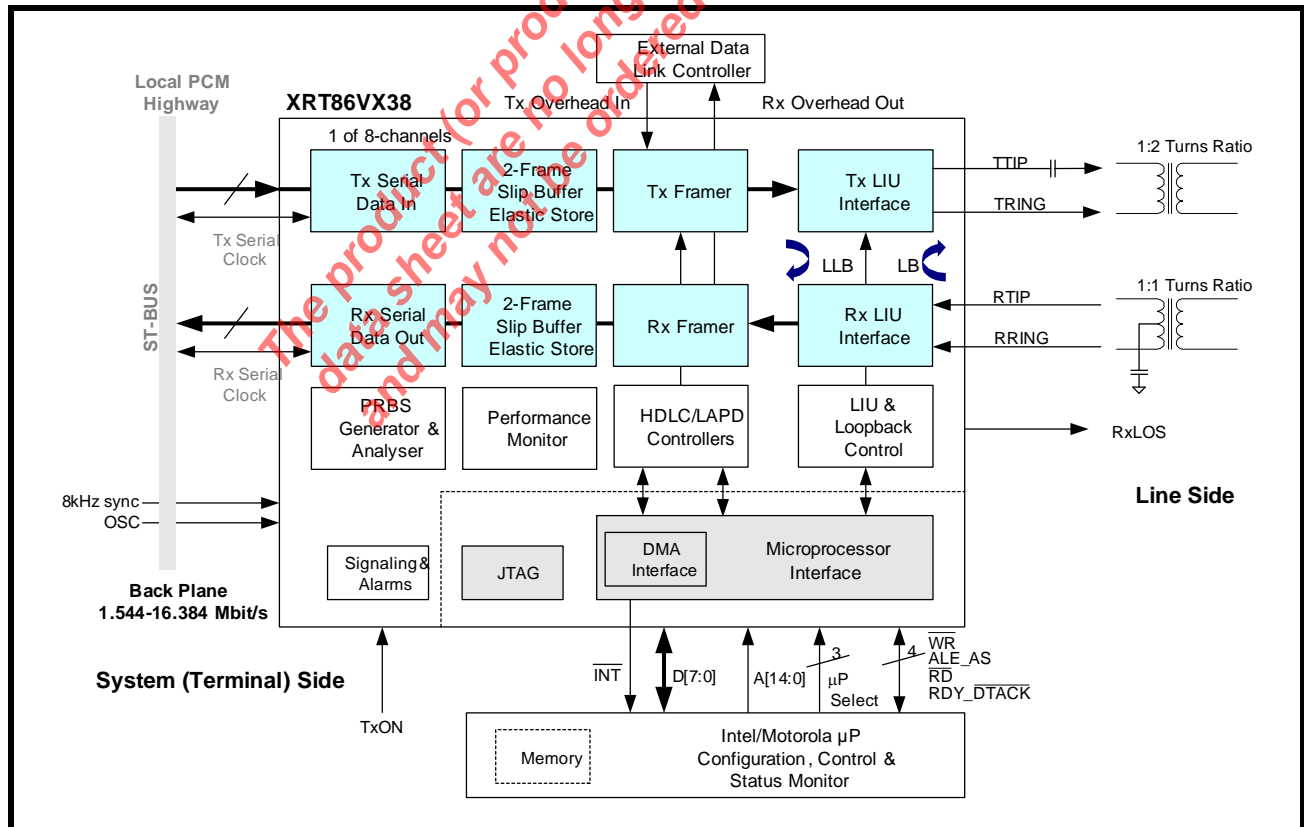 The product (or produ
data sheet are no long
and may not be ordere
External Data
Link Controller
Local PCM
Highway
XRT86VX38
Tx Overhead In
Rx Overhead Out
1 of 8-channels
Tx Serial
Data In
2-Frame
Slip Buffer
Elastic Store
Tx Framer
Tx LIU
Interface
TTIP
TRING
1:2 Turns Ratio
Tx Serial
Clock
LLB
LB
ST-BUS
Rx Serial
Data Out
2-Frame
Slip Buffer
Elastic Store
Rx Framer
Rx LIU
Interface
RTIP
RRING
1:1 Turns Ratio
Rx Serial
Clock
PRBS
Generator &
Analyser
Performance
Monitor
HDLC/LAPD
Controllers
LIU &
Loopback
Control
RxLOS
8kHz sync
OSC
Line Side
Signaling &
Alarms
JTAG
DMA
Interface
Microprocessor
Interface
Back Plane
1.544-16.384 Mbit/s
System (Terminal) Side
TxON
INT
D[7:0]
A[14:0]
3
µP
Select
4
WR
ALE_AS
RD
RDY_DTACK
Memory
Intel/Motorola µP
Configuration, Control &
Status Monitor